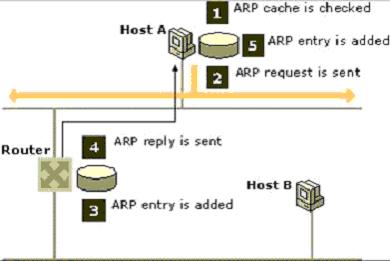 1 ARP cache is checked
Host A
5 ARP entry is added
2 ARP request is sent
Router
4 ARP reply is sent
3 ARP entry is added
Host B